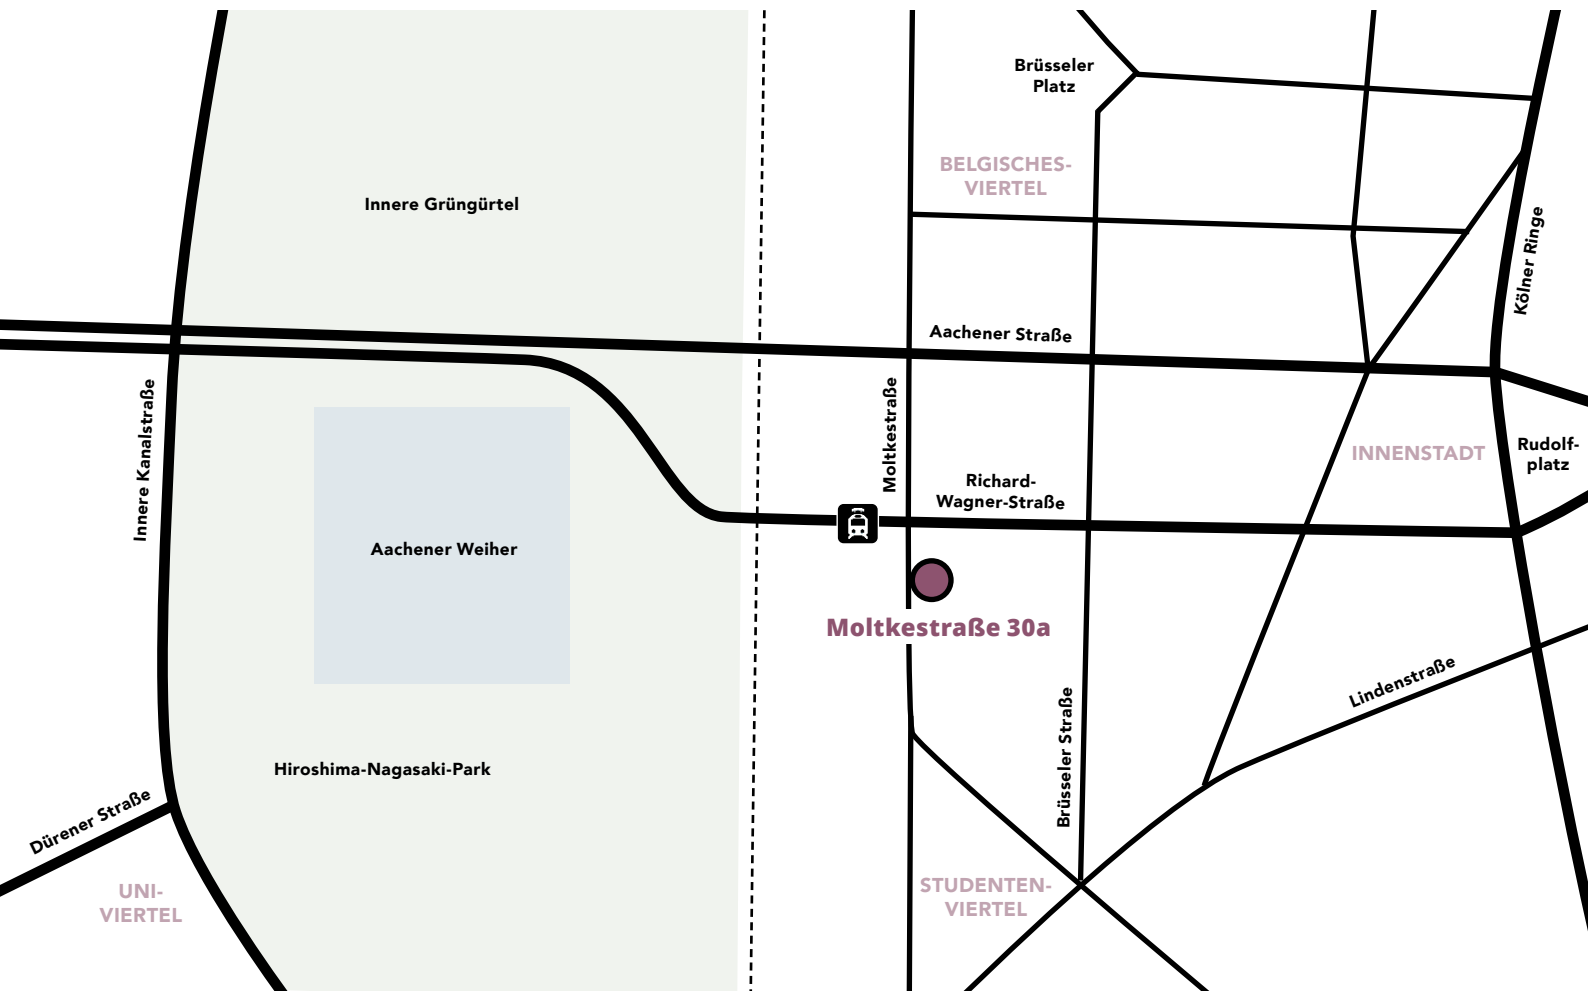 Brüsseler
Platz
BELGISCHES-
VIERTEL
Innere Grüngürtel
Kölner Ringe
Aachener Straße
Innere Kanalstraße
Moltkestraße
Rudolf-
platz
INNENSTADT
Richard-
Wagner-Straße
Aachener Weiher
Moltkestraße 30a
Lindenstraße
Brüsseler Straße
Hiroshima-Nagasaki-Park
Dürener Straße
UNI-
VIERTEL
STUDENTEN-
VIERTEL